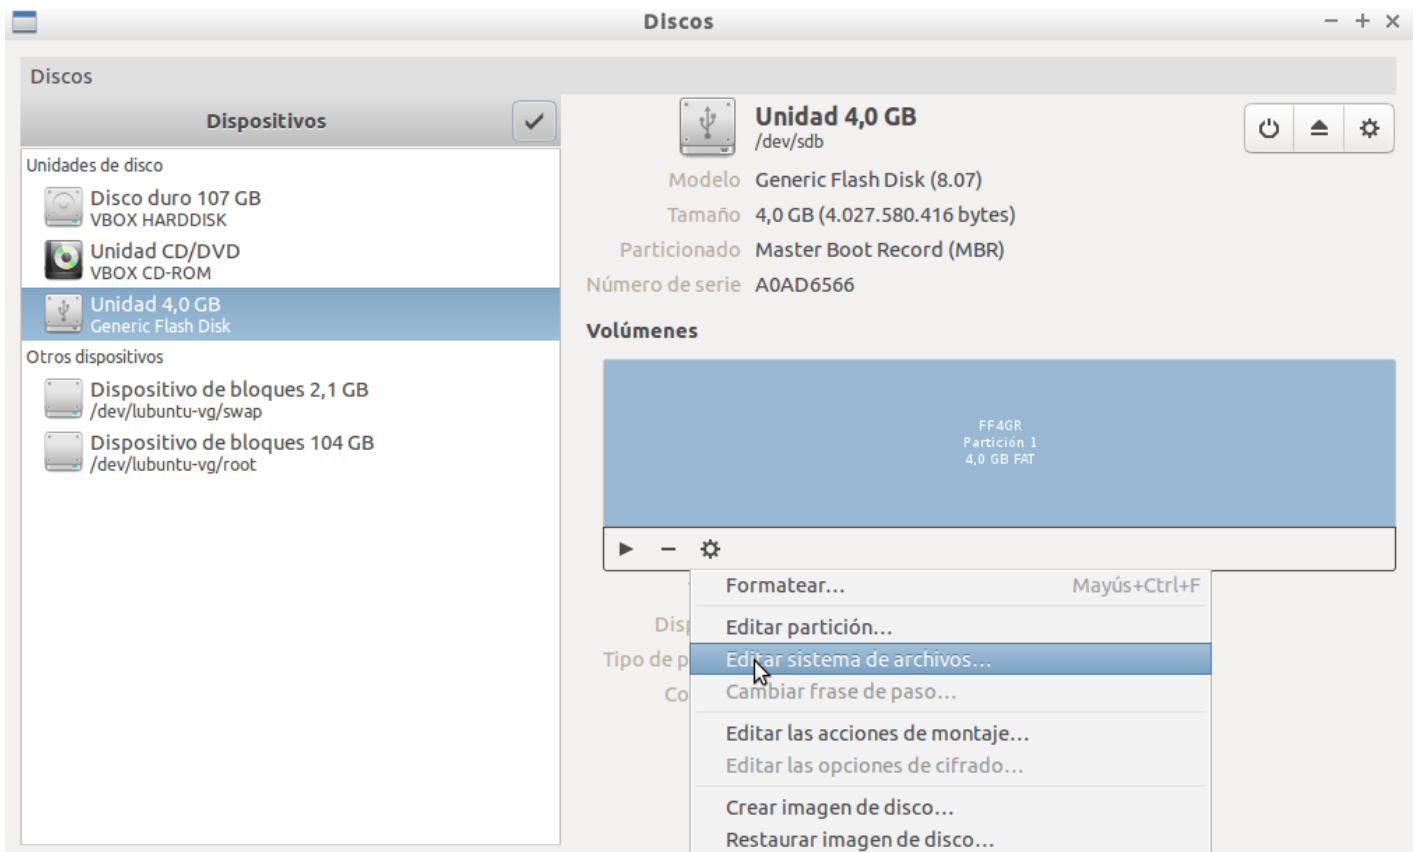 Discos
Discos
Dispositivos
Unidades de disco
Disco duro 107 GB
VBOX HARDDISK
Unidad CD/DVD
VBOX CD-ROM
Unidad 4,0 GB
Generic Flash Disk
Otros dispositivos
Dispositivo de bloques 2,1 GB
/dev/lubuntu-vg/swap
Dispositivo de bloques 104 GB
/dev/lubuntu-vg/root
Unidad 4,0 GB
/dev/sdb
Modelo Generic Flash Disk (8.07)
Tamaño 4,0 GB (4.027.580.416 bytes)
Particionado Master Boot Record (MBR)
Número de serie A0AD6566
Volúmenes
FF4GR
Partición 1
4,0 GB FAT
Formatear... Mayús+Ctrl+F
Editar partición...
Tipo de p
Editar sistema de archivos...
Cambiar frase de paso...
Editar las acciones de montaje...
Editar las opciones de cifrado...
Crear imagen de disco...
Restaurar imagen de disco...